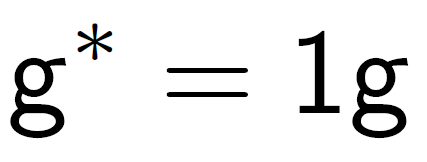 g* = 1g